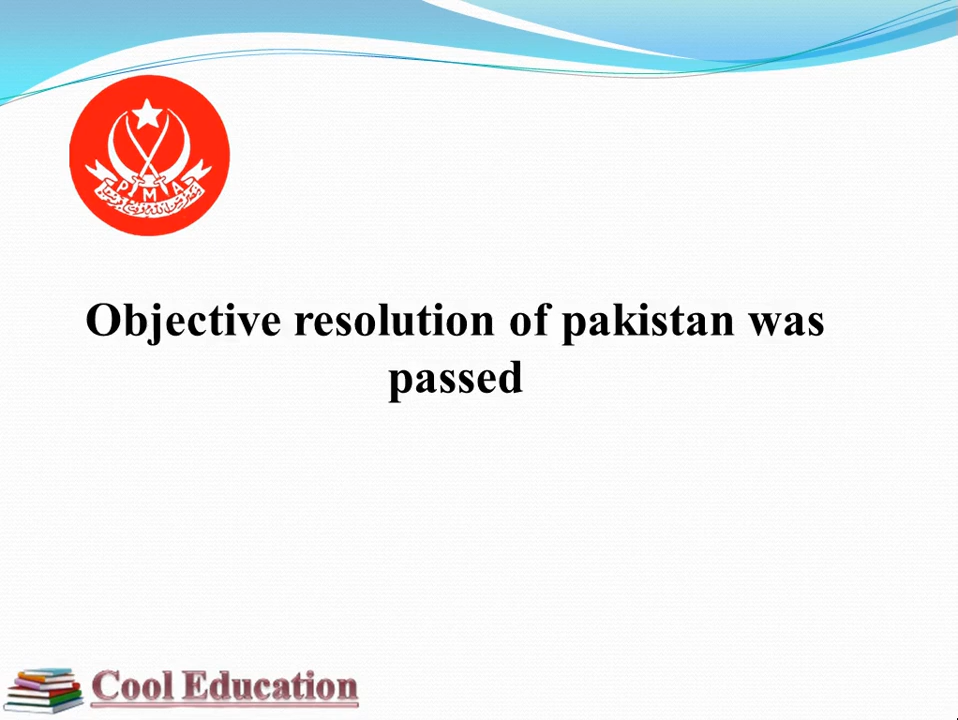 P M A
Objective resolution of pakistan was
passed
Cool Education